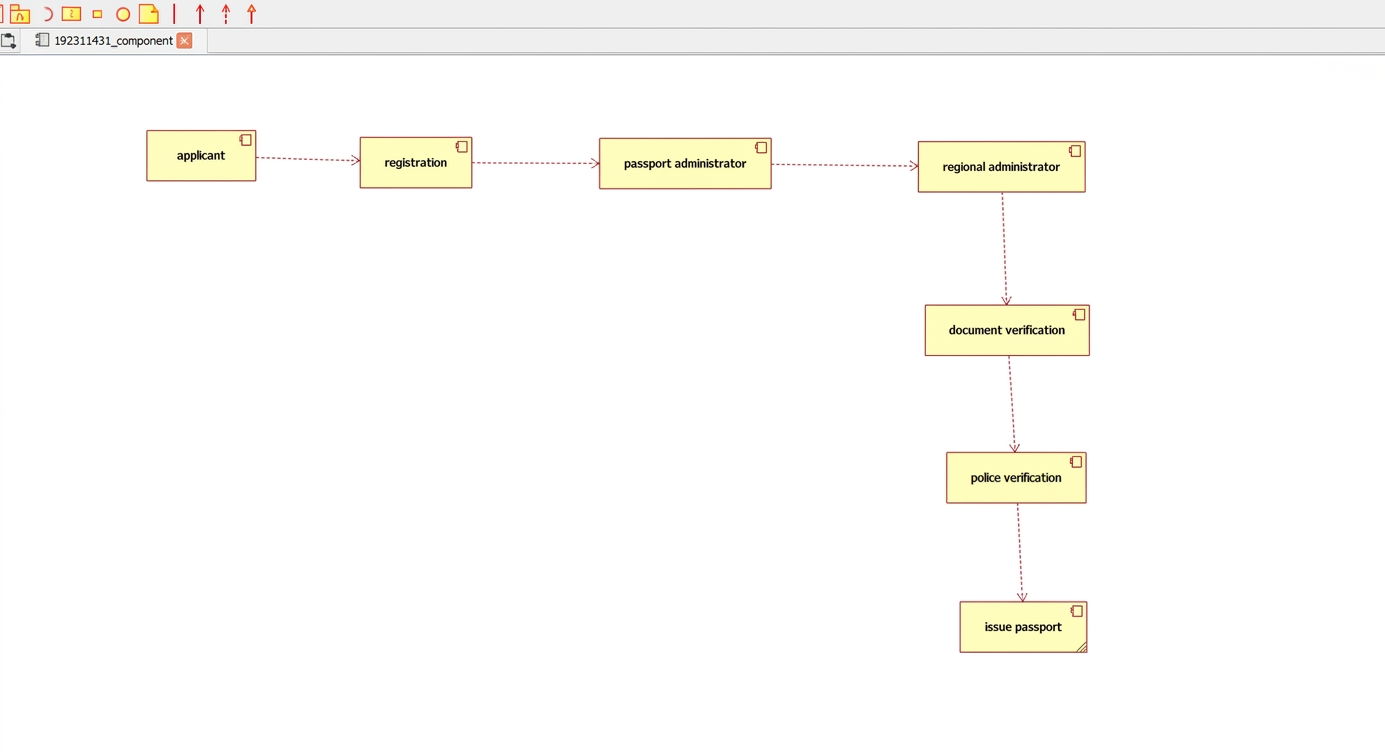 192311431_component
applicant
registration
passport administrator
regional administrator
document verification
police verification
issue passport